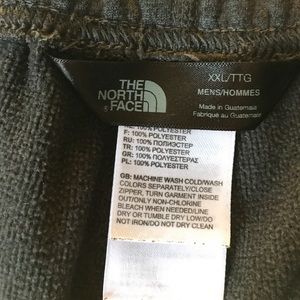 XXL/TTG
MENS/HOMMES
THE
NORTH
FACE
Made in Guatemala
Fabriqué au Guatemala
100% POLYESTER
F: 100% POLYESTER
RU: 100% ПОЛИЭСТЕР
TR: 100% POLYESTER
GR: 100% ΠΟΛΥΕΣΤΕΡΑΣ
PL: 100% POLYESTER
GB: MACHINE WASH COLD/WASH
COLORS SEPARATELY/CLOSE
ZIPPER, TURN GARMENT INSIDE
OUT/ONLY NON-CHLORINE
BLEACH WHEN NEEDED/LINE
DRY OR TUMBLE DRY LOW/DO
NOT IRON/DO NOT DRY CLEAN